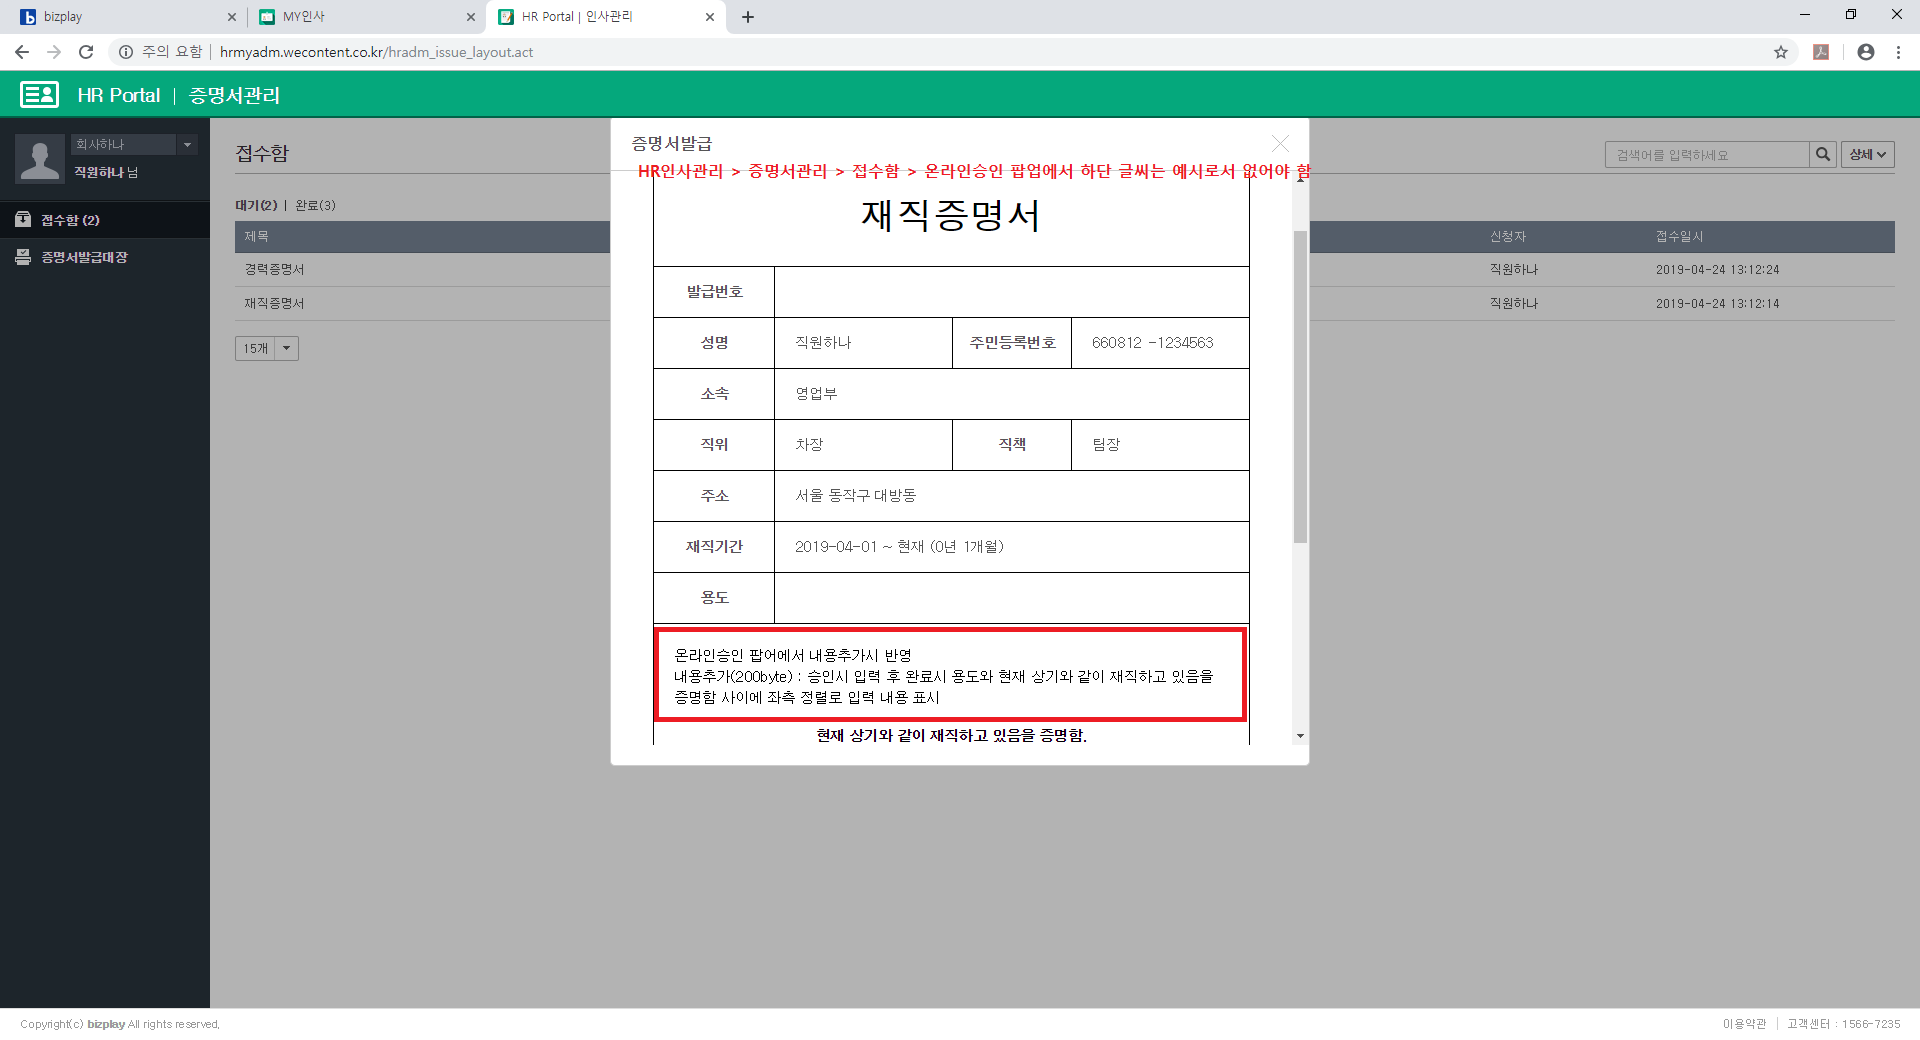 bizplay
MY인사
HR Portal | 인사관리
주의 요함 | hrmyadm.wecontent.co.kr/hradm_issue_layout.act
HR Portal | 증명서관리
회사하나
직원하나 님
접수함 (2)
증명서발급대장
접수함
검색어를 입력하세요
상세
대기(2) | 완료(3)
제목
신청자
접수일시
경력증명서
직원하나
2019-04-24 13:12:24
재직증명서
직원하나
2019-04-24 13:12:14
15개
증명서발급
HR인사관리 > 증명서관리 > 접수함 > 온라인승인 팝업에서 하단 글씨는 예시로서 없어야 함
재직증명서
발급번호
성명 직원하나 주민등록번호 660812 -1234563
소속 영업부
직위 차장 직책 팀장
주소 서울 동작구 대방동
재직기간 2019-04-01 ~ 현재 (0년 1개월)
용도
온라인승인 팝어에서 내용추가시 반영
내용추가(200byte) : 승인시 입력 후 완료시 용도와 현재 상기와 같이 재직하고 있음을
증명함 사이에 좌측 정렬로 입력 내용 표시
현재 상기와 같이 재직하고 있음을 증명함.
Copyright(c) bizplay All rights reserved.
이용약관 | 고객센터 : 1566-7235